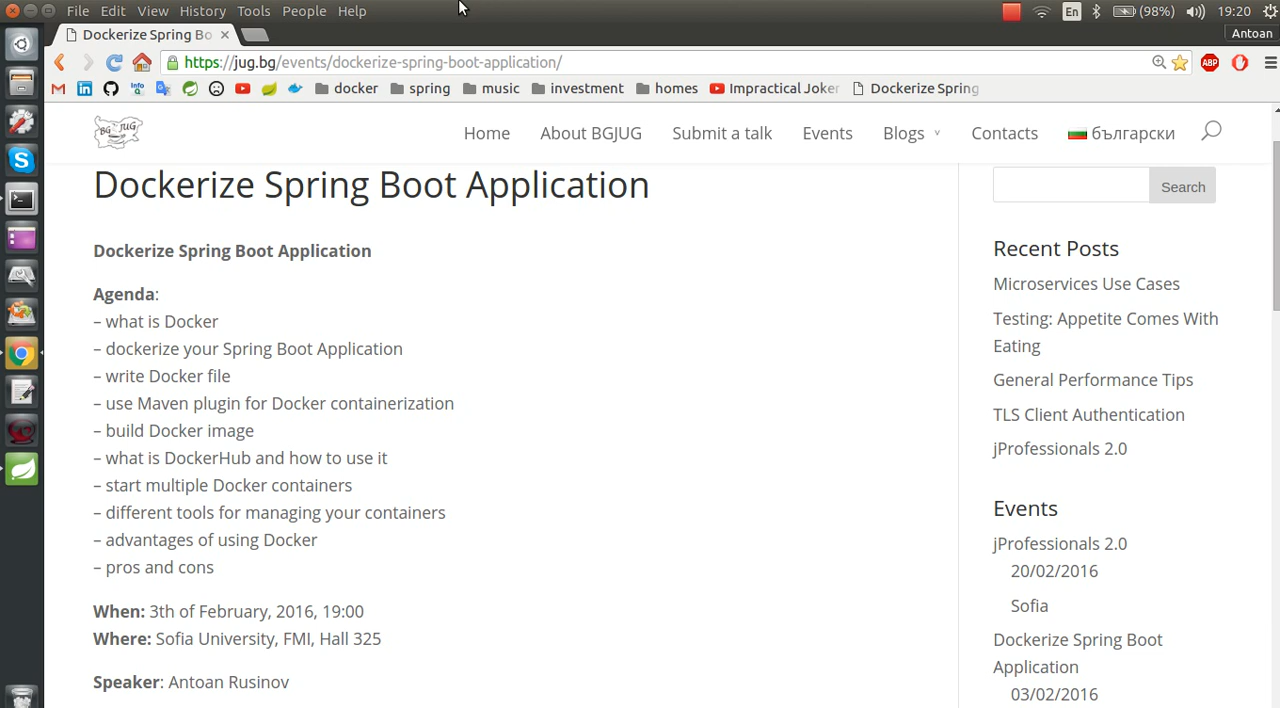 File Edit View History Tools People Help
En (98%) 19:20
Dockerize Spring Bo
Antoan
https://jug.bg/events/dockerize-spring-boot-application/
ABP
docker spring music investment homes Impractical Joker Dockerize Spring
BG JUG
Home About BGJUG Submit a talk Events Blogs Contacts български
Dockerize Spring Boot Application
Dockerize Spring Boot Application
Agenda:
– what is Docker
– dockerize your Spring Boot Application
– write Docker file
– use Maven plugin for Docker containerization
– build Docker image
– what is DockerHub and how to use it
– start multiple Docker containers
– different tools for managing your containers
– advantages of using Docker
– pros and cons
When: 3th of February, 2016, 19:00
Where: Sofia University, FMI, Hall 325
Speaker: Antoan Rusinov
Search
Recent Posts
Microservices Use Cases
Testing: Appetite Comes With
Eating
General Performance Tips
TLS Client Authentication
jProfessionals 2.0
Events
jProfessionals 2.0
20/02/2016
Sofia
Dockerize Spring Boot
Application
03/02/2016